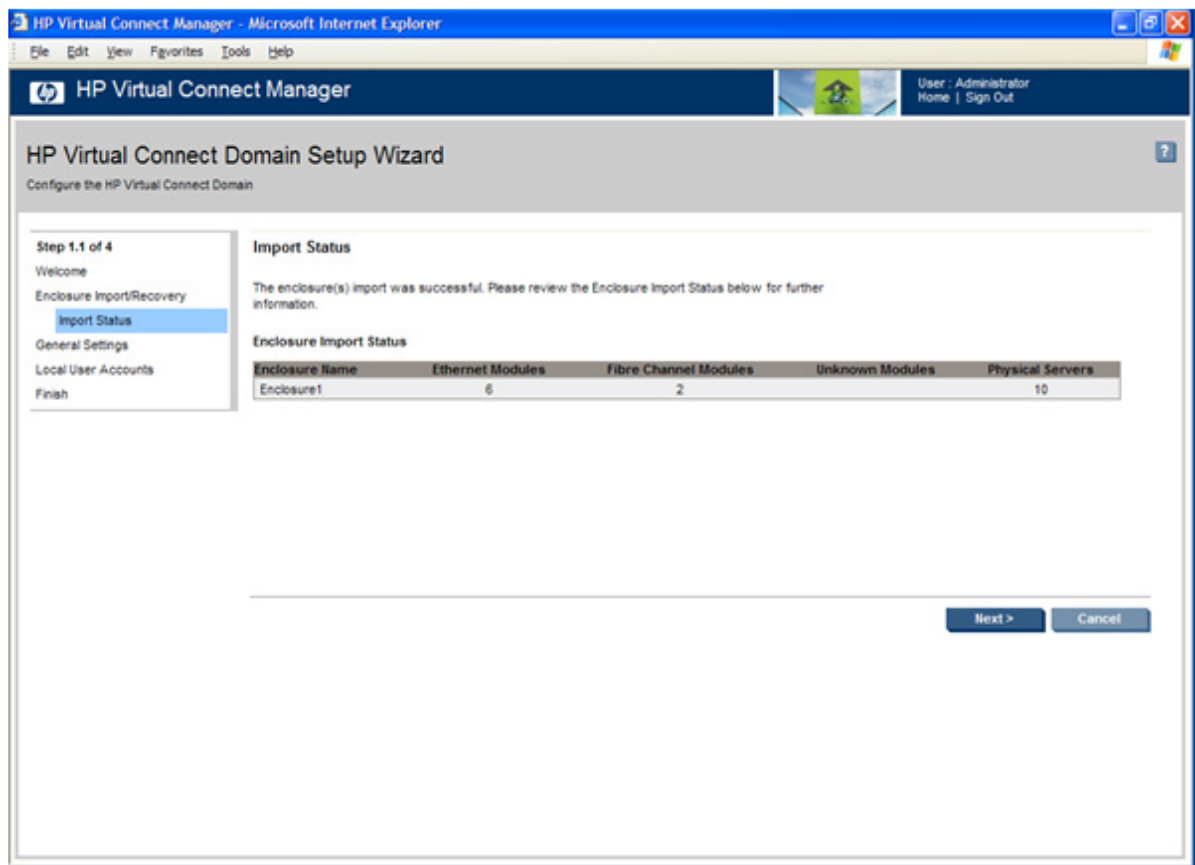 HP Virtual Connect Manager - Microsoft Internet Explorer
File Edit View Favorites Tools Help
hp HP Virtual Connect Manager
User : Administrator
Home | Sign Out
HP Virtual Connect Domain Setup Wizard
?
Configure the HP Virtual Connect Domain
Step 1.1 of 4
Welcome
Enclosure Import/Recovery
Import Status
General Settings
Local User Accounts
Finish
Import Status
The enclosure(s) import was successful. Please review the Enclosure Import Status below for further
information.
Enclosure Import Status
Enclosure Name Ethernet Modules Fibre Channel Modules Unknown Modules Physical Servers
Enclosure1 6 2 10
Next > Cancel